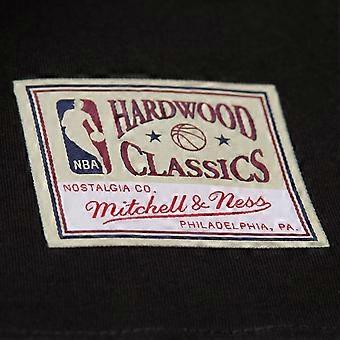 NBA
HARDWOOD
CLASSICS
NOSTALGIA CO.
Mitchell & Ness
PHILADELPHIA, PA.